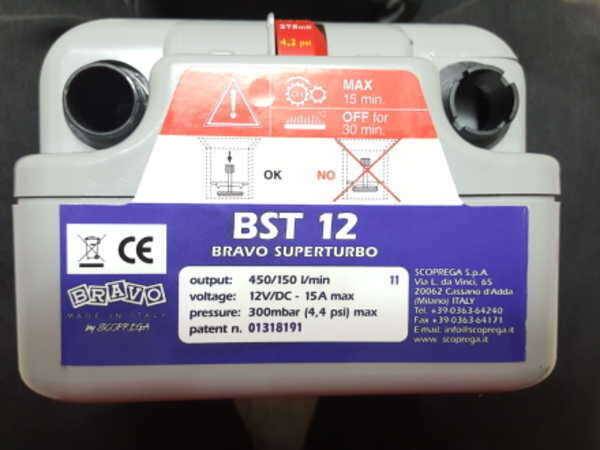 275mb
4,2 psi
MAX
15 min.
OFF for
30 min.
OK
NO
BST 12
BRAVO SUPERTURBO
CE
BRAVO
MADE IN ITALY
by SCOPREGA
output: 450/150 l/min 11
voltage: 12V/DC - 15A max
pressure: 300mbar (4,4 psi) max
patent n. 01318191
SCOPREGA S.p.A.
Via L. da Vinci, 65
20062 Cassano d'Adda
(Milano) ITALY
Tel. +39-0363-64240
Fax +39-0363-64171
E-mail: info@scoprega.it
www. scoprega.it